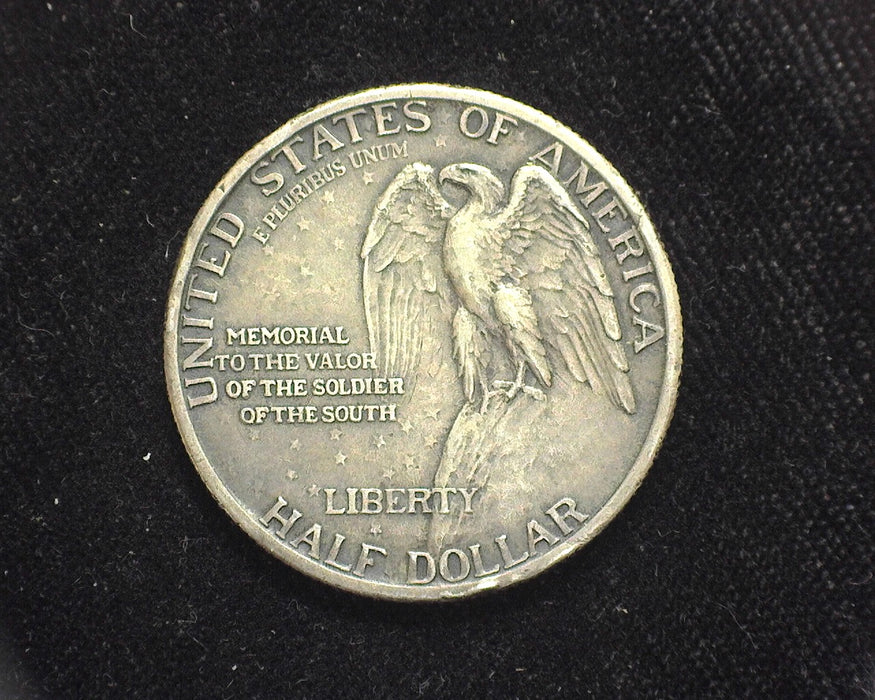 UNITED STATES OF AMERICA
E PLURIBUS UNUM
MEMORIAL
TO THE VALOR
OF THE SOLDIER
OF THE SOUTH
LIBERTY
HALF DOLLAR